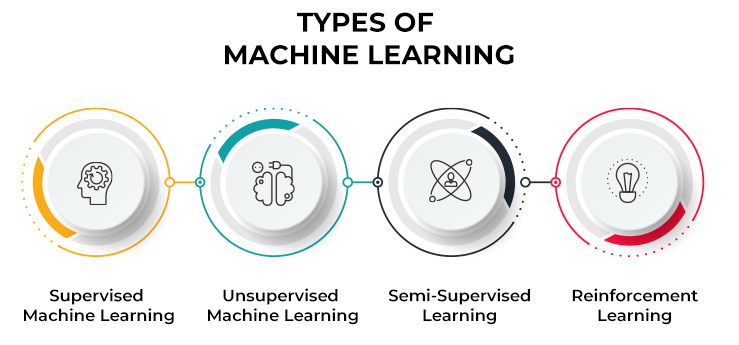 TYPES OF
MACHINE LEARNING
Supervised
Machine Learning
Unsupervised
Machine Learning
Semi-Supervised
Learning
Reinforcement
Learning